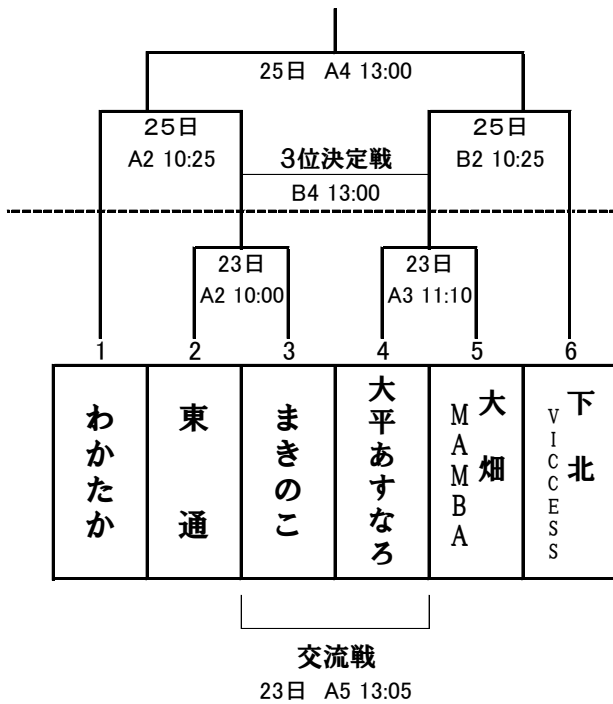 25日 A4 13:00
25日
A2 10:25
25日
B2 10:25
3位決定戦
B4 13:00
23日
A2 10:00
23日
A3 11:10
1
2
3
4
5
6
わかたか
東通
まきのこ
大平あすなろ
大畑
MAMBA
下北
VICCESS
交流戦
23日 A5 13:05